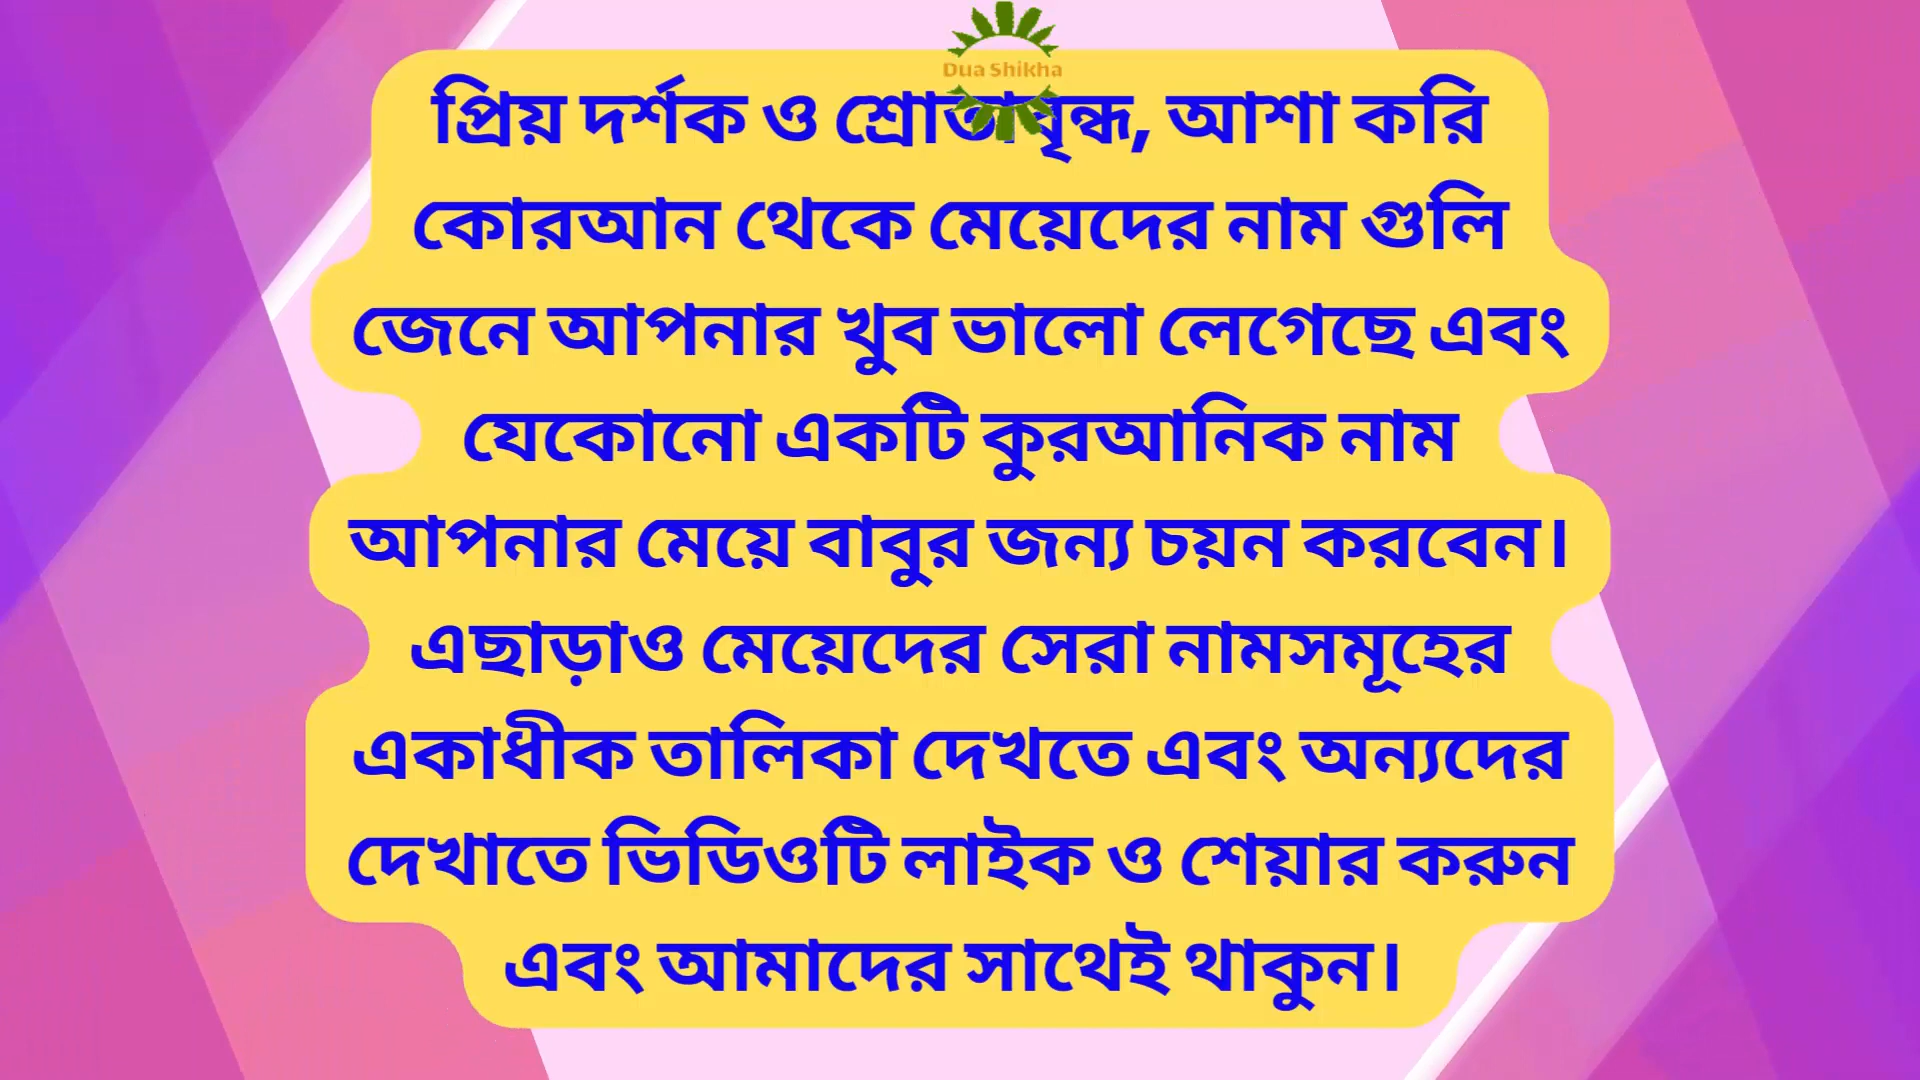 Dua Shikha
প্রিয় দর্শক ও শ্রোতাবৃন্ধ, আশা করি
কোরআন থেকে মেয়েদের নাম গুলি
জেনে আপনার খুব ভালো লেগেছে এবং
যেকোনো একটি কুরআনিক নাম
আপনার মেয়ে বাবুর জন্য চয়ন করবেন।
এছাড়াও মেয়েদের সেরা নামসমূহের
একাধীক তালিকা দেখতে এবং অন্যদের
দেখাতে ভিডিওটি লাইক ও শেয়ার করুন
এবং আমাদের সাথেই থাকুন।